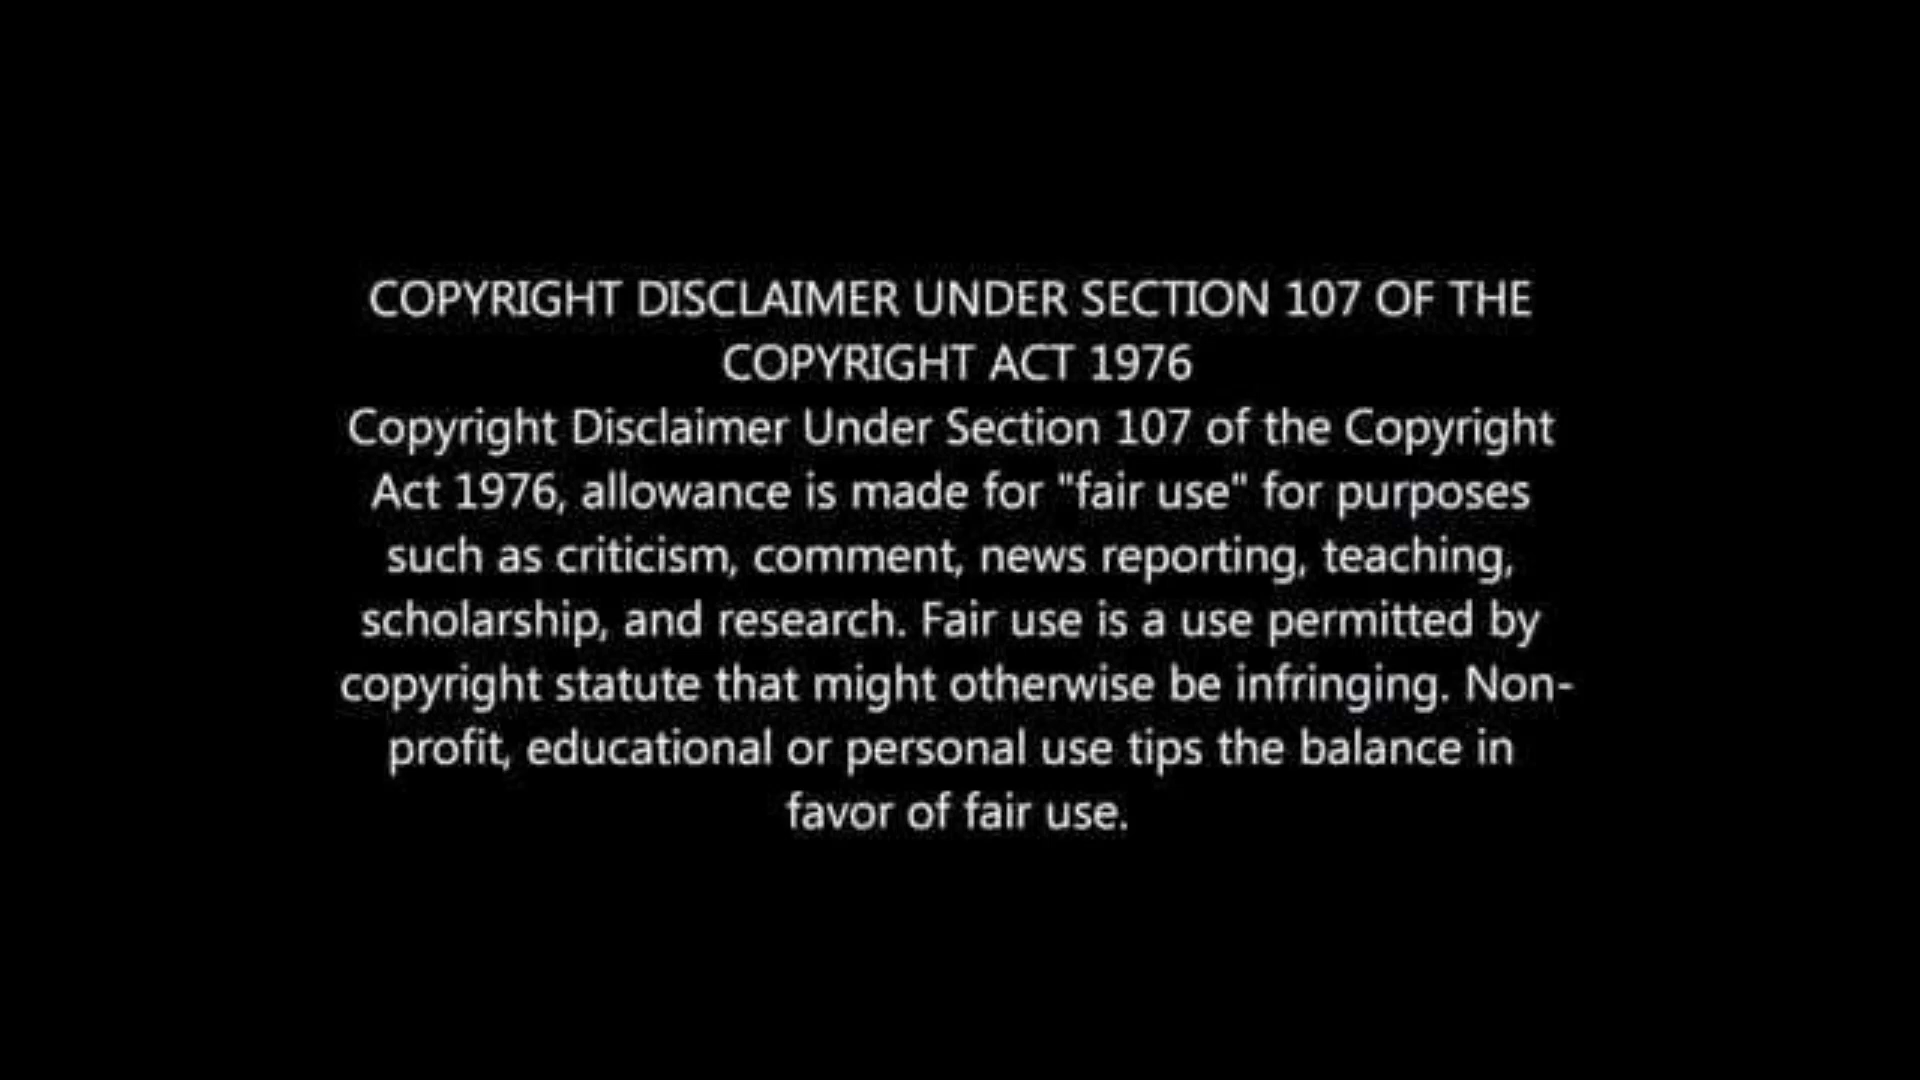 COPYRIGHT DISCLAIMER UNDER SECTION 107 OF THE
COPYRIGHT ACT 1976
Copyright Disclaimer Under Section 107 of the Copyright
Act 1976, allowance is made for "fair use" for purposes
such as criticism, comment, news reporting, teaching,
scholarship, and research. Fair use is a use permitted by
copyright statute that might otherwise be infringing. Non-
profit, educational or personal use tips the balance in
favor of fair use.